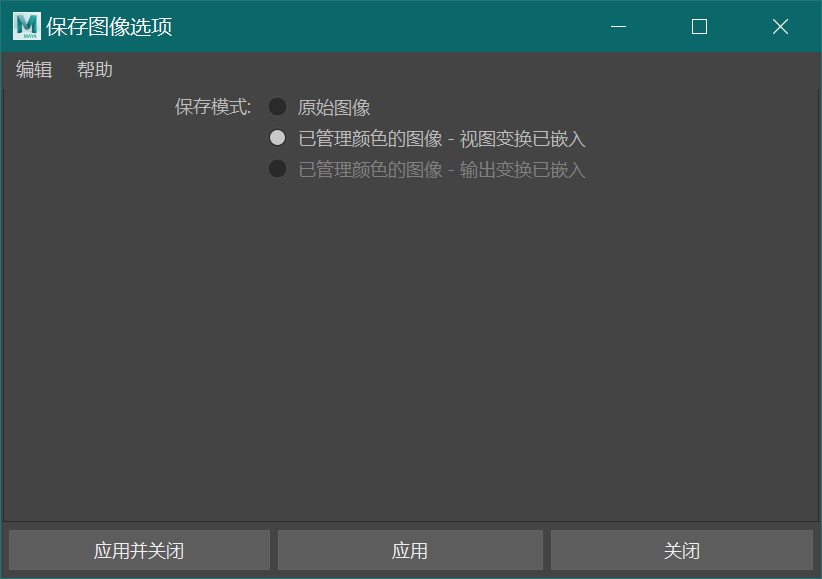 M MAYA 保存图像选项
编辑 帮助
保存模式: 原始图像
已管理颜色的图像 - 视图变换已嵌入
已管理颜色的图像 - 输出变换已嵌入
应用并关闭 应用 关闭